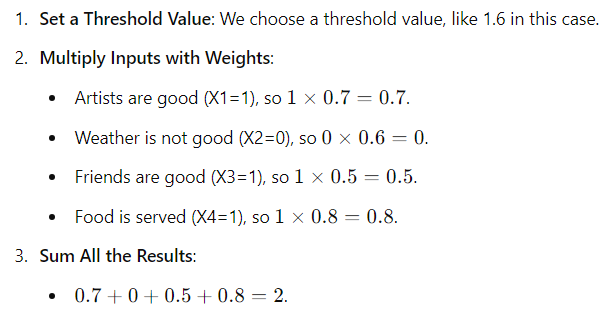 1. Set a Threshold Value: We choose a threshold value, like 1.6 in this case.
2. Multiply Inputs with Weights:
• Artists are good (X1=1), so 1 × 0.7 = 0.7.
• Weather is not good (X2=0), so 0 × 0.6 = 0.
• Friends are good (X3=1), so 1 × 0.5 = 0.5.
• Food is served (X4=1), so 1 × 0.8 = 0.8.
3. Sum All the Results:
• 0.7 + 0 + 0.5 + 0.8 = 2.